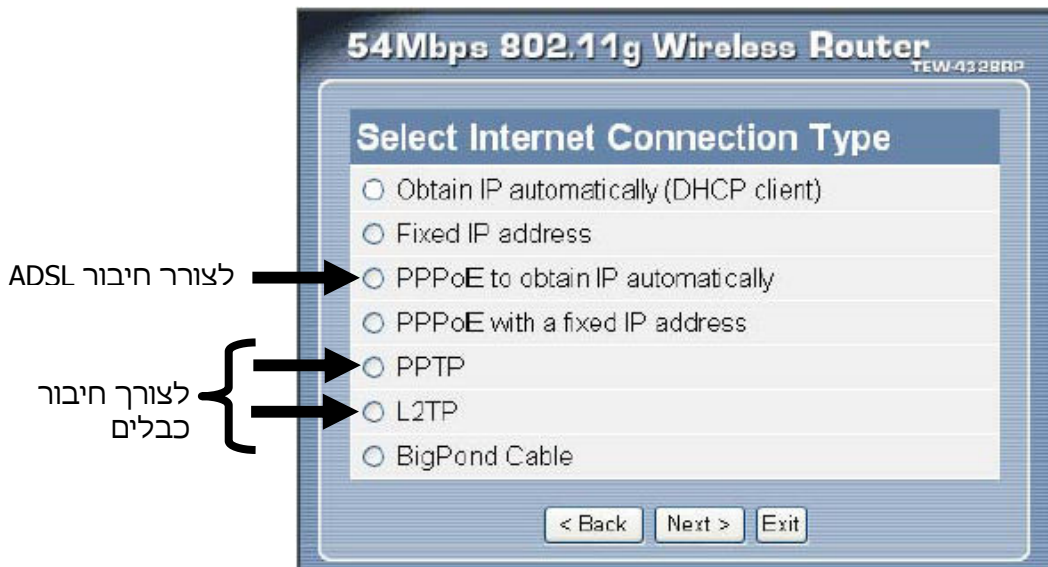 54Mbps 802.11g Wireless Router
TEW-432BRP
Select Internet Connection Type
Obtain IP automatically (DHCP client)
Fixed IP address
לצורר חיבור ADSL
PPPoE to obtain IP automatically
PPPoE with a fixed IP address
לצורך חיבור
כבלים
PPTP
L2TP
BigPond Cable
< Back
Next >
Exit